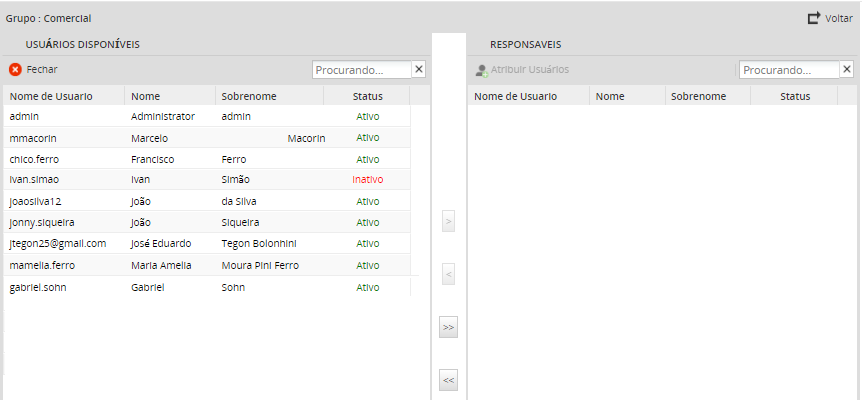 Grupo : Comercial
Voltar
USUÁRIOS DISPONÍVEIS
RESPONSAVEIS
Fechar
Procurando...
Atribuir Usuários
Procurando...
Nome de Usuario Nome Sobrenome Status
Nome de Usuario Nome Sobrenome Status
admin Administrator admin Ativo
mmacorin Marcelo Macorin Ativo
chico.ferro Francisco Ferro Ativo
ivan.simao Ivan Simão Inativo
joaosilva12 João da Silva Ativo
jonny.siqueira João Siqueira Ativo
jtegon25@gmail.com José Eduardo Tegon Bolonhini Ativo
mamelia.ferro Maria Amelia Moura Pini Ferro Ativo
gabriel.sohn Gabriel Sohn Ativo
>
<
>>
<<